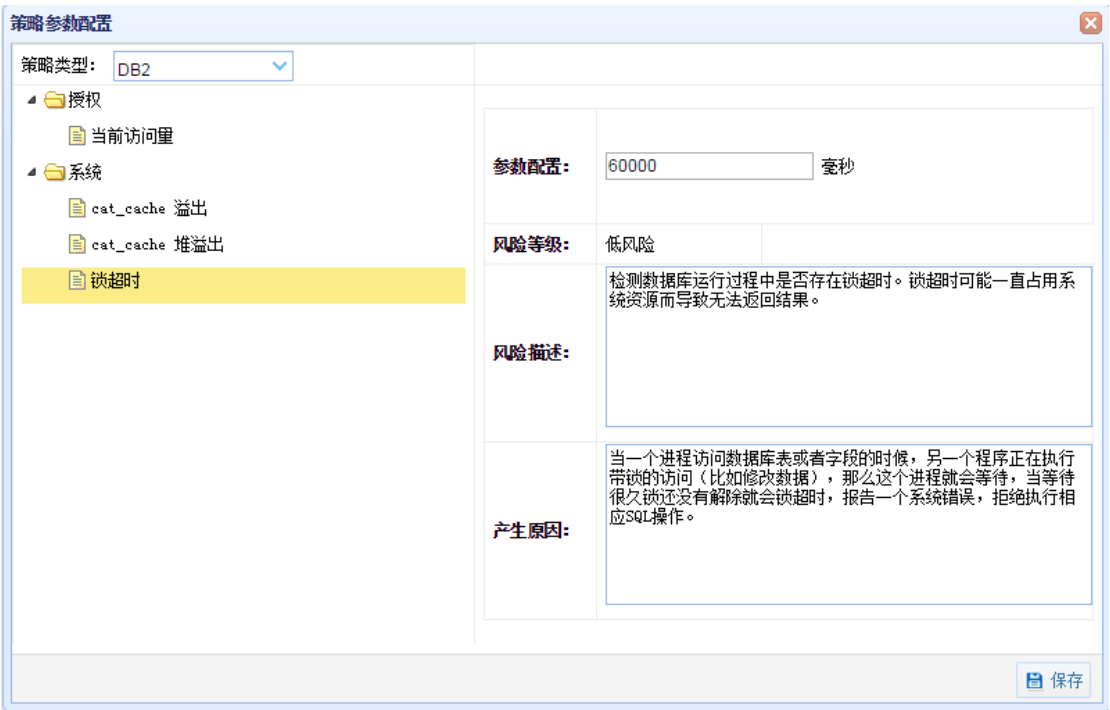 策略参数配置
策略类型： DB2
授权
当前访问量
系统
cat_cache 溢出
cat_cache 堆溢出
锁超时
参数配置： 60000 毫秒
风险等级： 低风险
风险描述：
检测数据库运行过程中是否存在锁超时。锁超时可能一直占用系
统资源而导致无法返回结果。
产生原因：
当一个进程访问数据库表或者字段的时候，另一个程序正在执行
带锁的访问（比如修改数据），那么这个进程就会等待，当等待
很久锁还没有解除就会锁超时，报告一个系统错误，拒绝执行相
应SQL操作。
保存